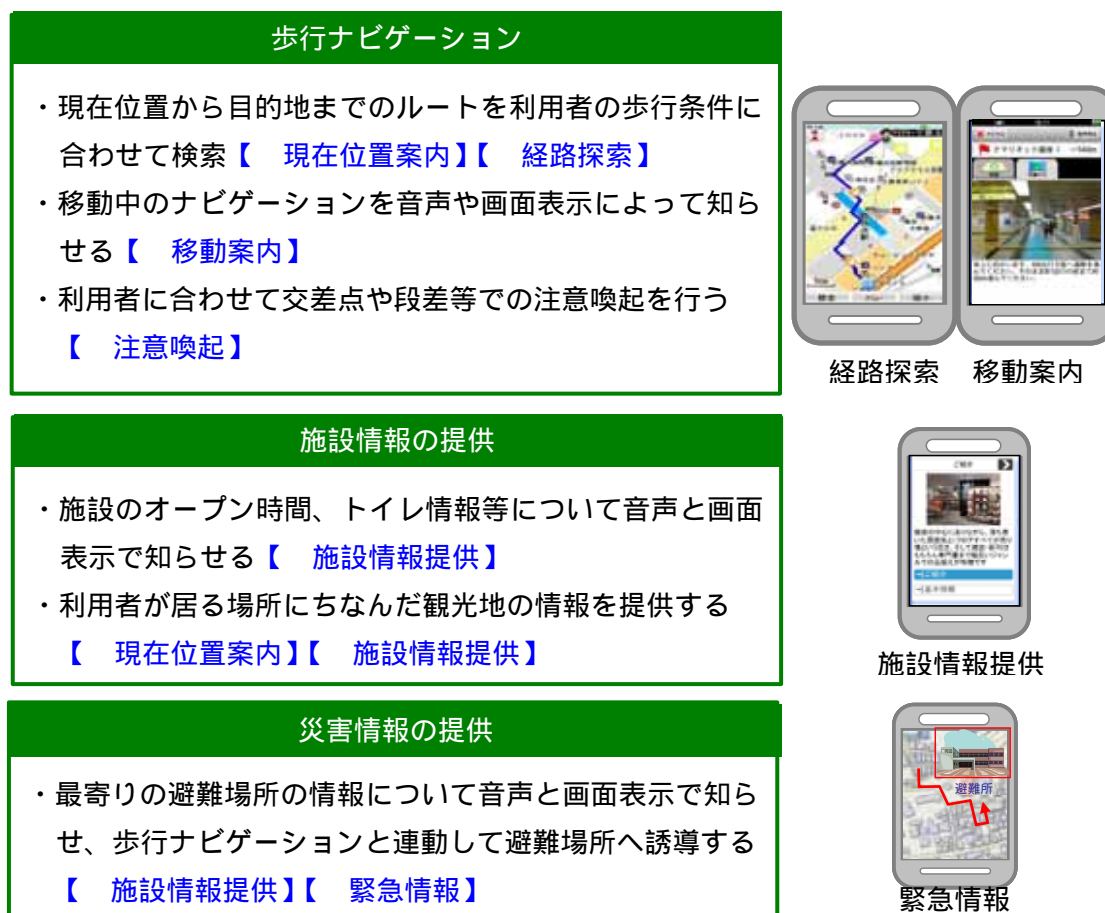 歩行ナビゲーション
・現在位置から目的地までのルートを利用者の歩行条件に
合わせて検索【　現在位置案内】【　経路探索】
・移動中のナビゲーションを音声や画面表示によって知ら
せる【　移動案内】
・利用者に合わせて交差点や段差等での注意喚起を行う
【　注意喚起】
経路探索　移動案内
施設情報の提供
・施設のオープン時間、トイレ情報等について音声と画面
表示で知らせる【　施設情報提供】
・利用者が居る場所にちなんだ観光地の情報を提供する
【　現在位置案内】【　施設情報提供】
ご紹介
施設情報提供
災害情報の提供
・最寄りの避難場所の情報について音声と画面表示で知ら
せ、歩行ナビゲーションと連動して避難場所へ誘導する
【　施設情報提供】【　緊急情報】
避難所
緊急情報